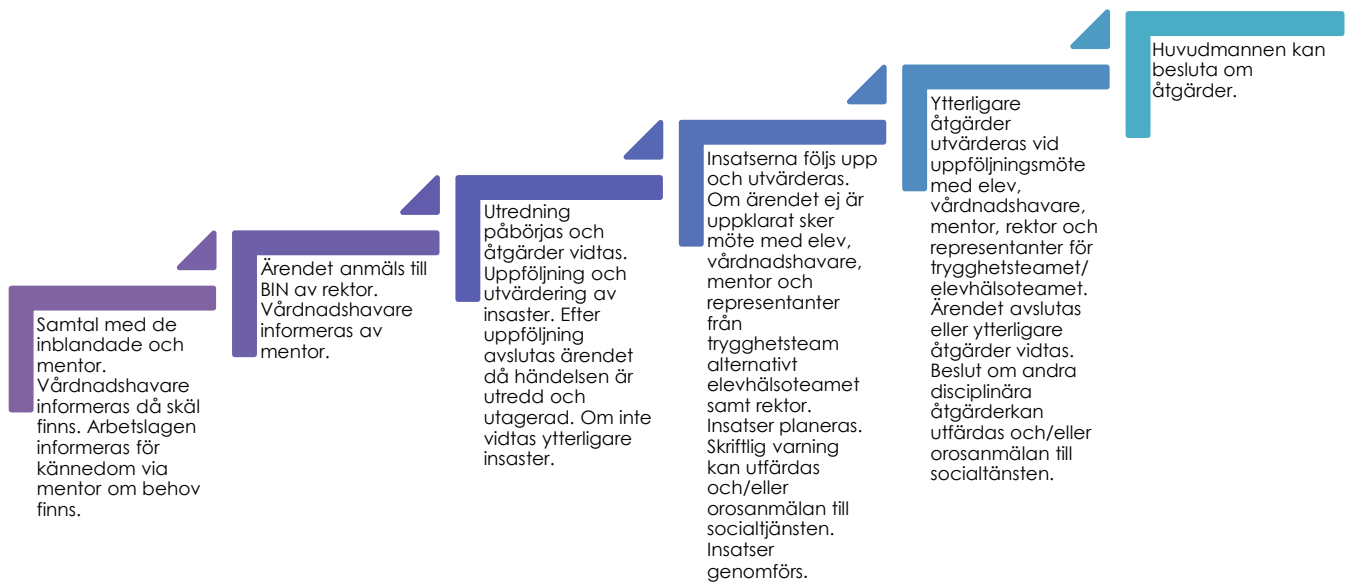 Samtal med de
inblandade och
mentor.
Vårdnadshavare
informeras då skäl
finns. Arbetslagen
informeras för
kännedom via
mentor om behov
finns.
Ärendet anmäls till
BIN av rektor.
Vårdnadshavare
informeras av
mentor.
Utredning
påbörjas och
åtgärder vidtas.
Uppföljning och
utvärdering av
insaster. Efter
uppföljning
avslutas ärendet
då händelsen är
utredd och
utagerad. Om inte
vidtas ytterligare
insaster.
Insatserna följs upp
och utvärderas.
Om ärendet ej är
uppklarat sker
möte med elev,
vårdnadshavare,
mentor och
representanter
från
trygghetsteam
alternativt
elevhälsoteamet
samt rektor.
Insatser planeras.
Skriftlig varning
kan utfärdas
och/eller
orosanmälan till
socialtjänsten.
Insatser
genomförs.
Ytterligare
åtgärder
utvärderas vid
uppföljningsmöte
med elev,
vårdnadshavare,
mentor, rektor och
representanter för
trygghetsteamet/
elevhälsoteamet.
Ärendet avslutas
eller ytterligare
åtgärder vidtas.
Beslut om andra
disciplinära
åtgärderkan
utfärdas och/eller
orosanmälan till
socialtänsten.
Huvudmannen kan
besluta om
åtgärder.